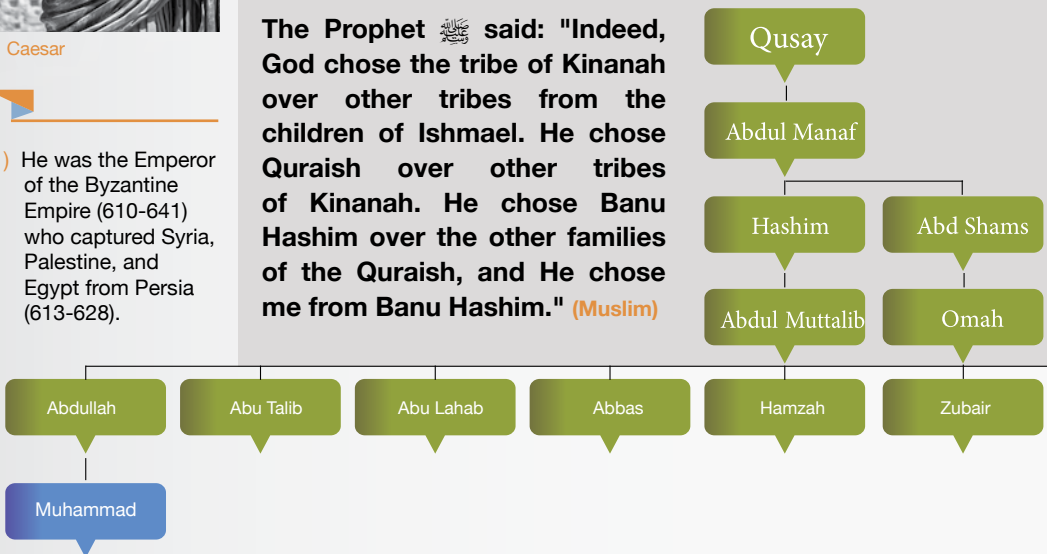 Caesar
) He was the Emperor
of the Byzantine
Empire (610-641)
who captured Syria,
Palestine, and
Egypt from Persia
(613-628).
The Prophet ﷺ said: "Indeed,
God chose the tribe of Kinanah
over other tribes from the
children of Ishmael. He chose
Quraish over other tribes
of Kinanah. He chose Banu
Hashim over the other families
of the Quraish, and He chose
me from Banu Hashim." (Muslim)
Qusay
Abdul Manaf
Hashim
Abd Shams
Abdul Muttalib
Omah
Abdullah
Abu Talib
Abu Lahab
Abbas
Hamzah
Zubair
Muhammad